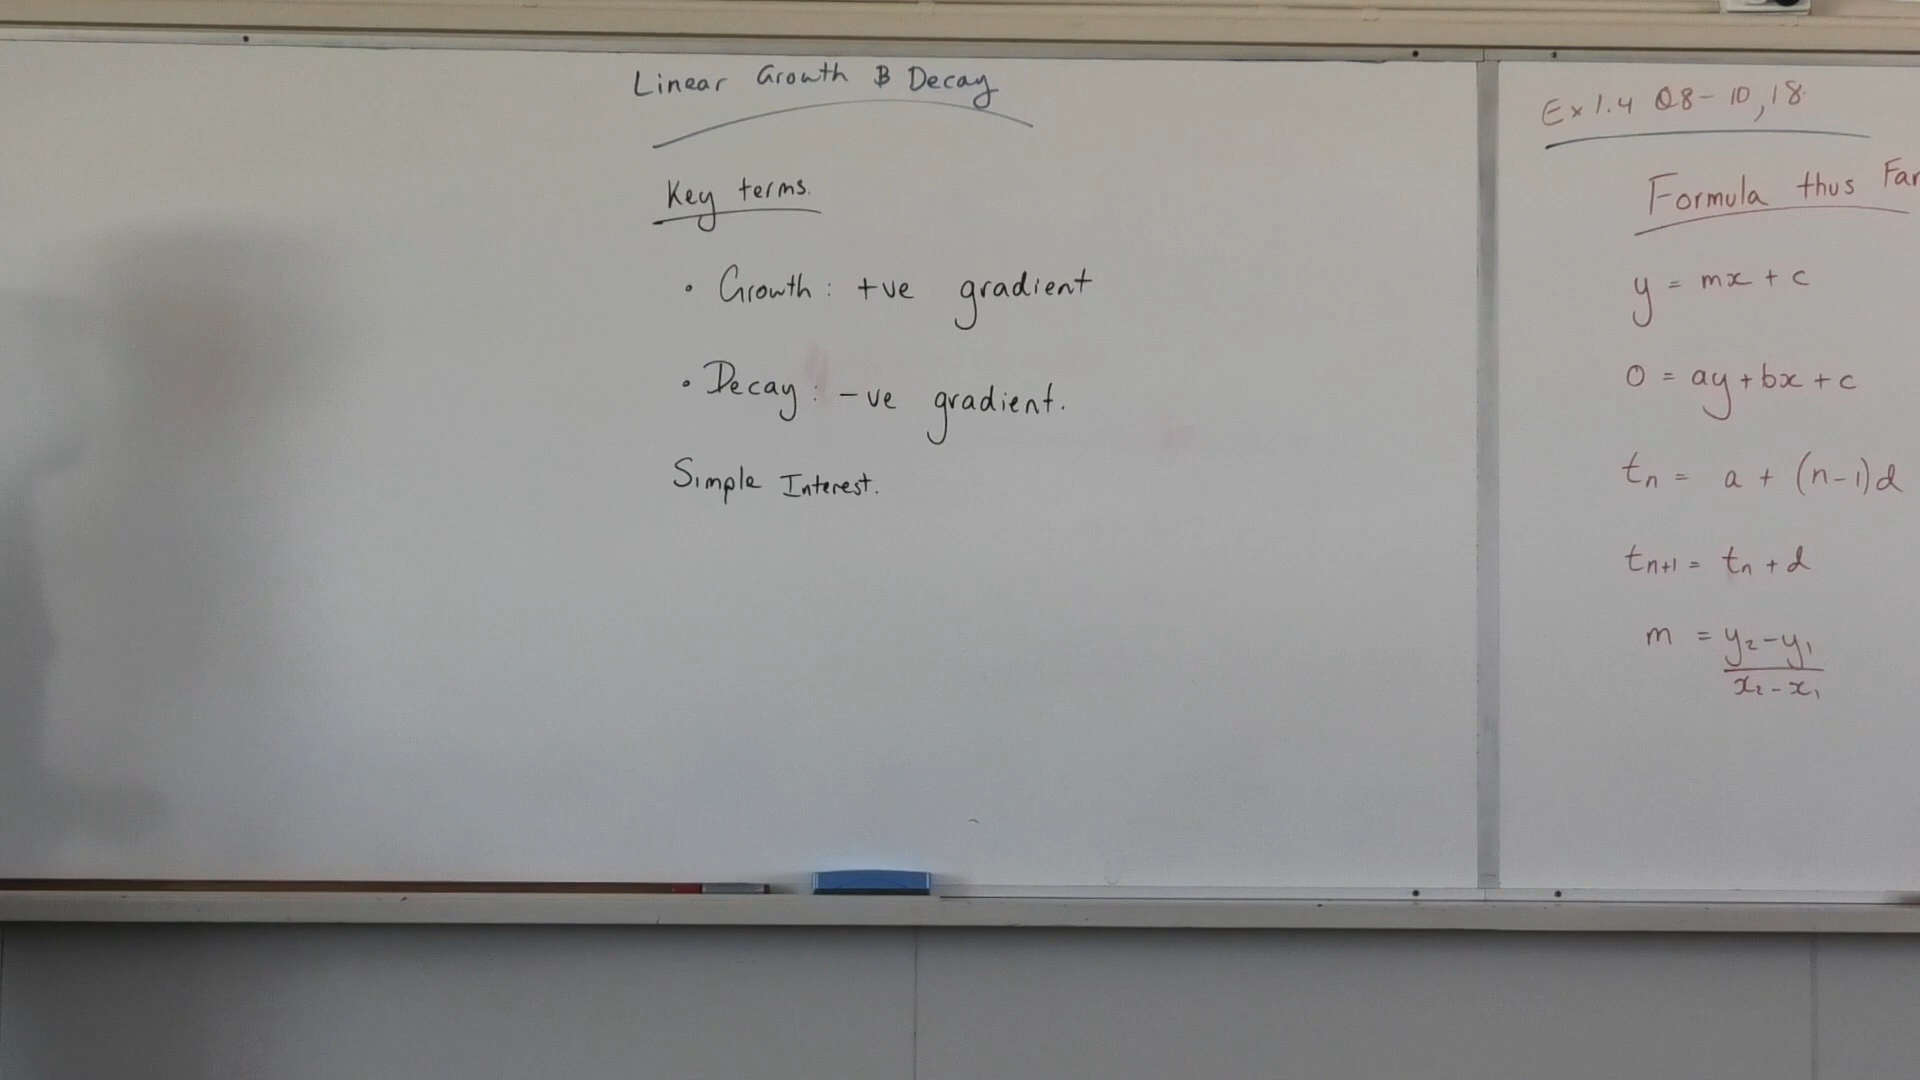 Linear Growth & Decay
Key terms.
• Growth: +ve gradient
• Decay: -ve gradient.
Simple Interest.
Ex 1.4 Q8-10, 18
Formula thus Far
y = mx + c
0 = ay + bx + c
tₙ = a + (n-1)d
tₙ₊₁ = tₙ + d
m = y₂-y₁
x₂-x₁